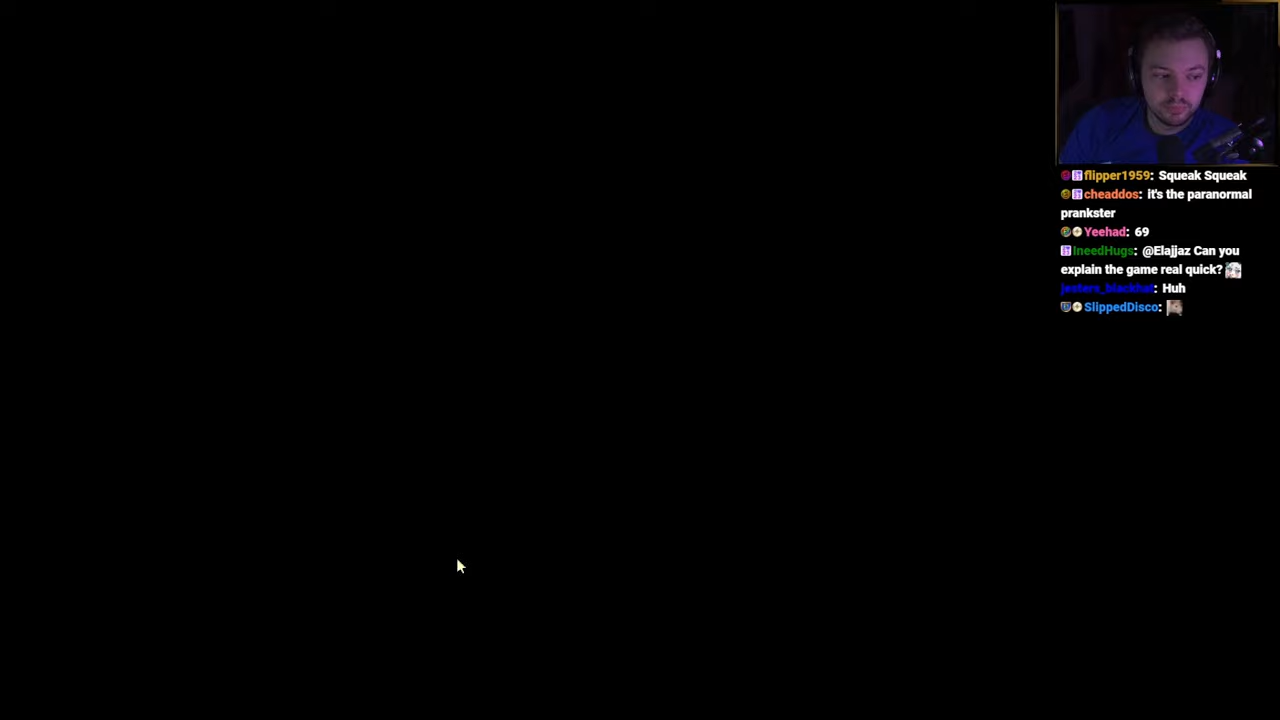 flipper1959: Squeak Squeak
cheaddos: it's the paranormal
prankster
Yeehad: 69
IneedHugs: @Elajjaz Can you
explain the game real quick?
jesters_blackhat: Huh
SlippedDisco: